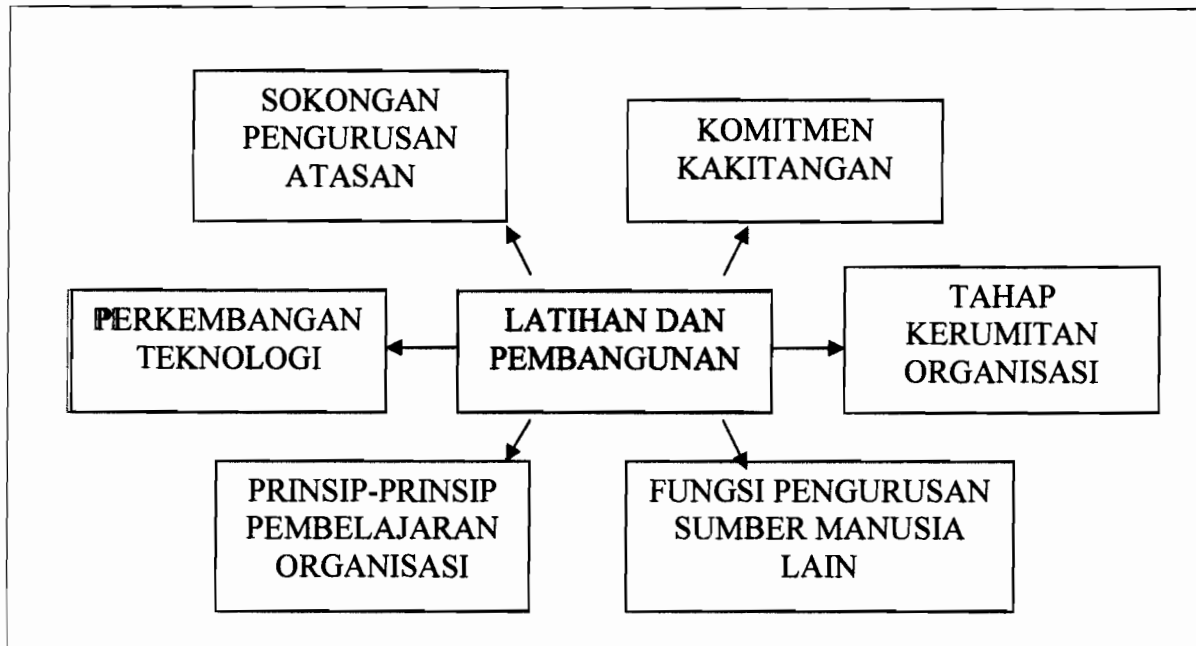 SOKONGAN
PENGURUSAN
ATASAN
KOMITMEN
KAKITANGAN
PERKEMBANGAN
TEKNOLOGI
LATIHAN DAN
PEMBANGUNAN
TAHAP
KERUMITAN
ORGANISASI
PRINSIP-PRINSIP
PEMBELAJARAN
ORGANISASI
FUNGSI PENGURUSAN
SUMBER MANUSIA
LAIN